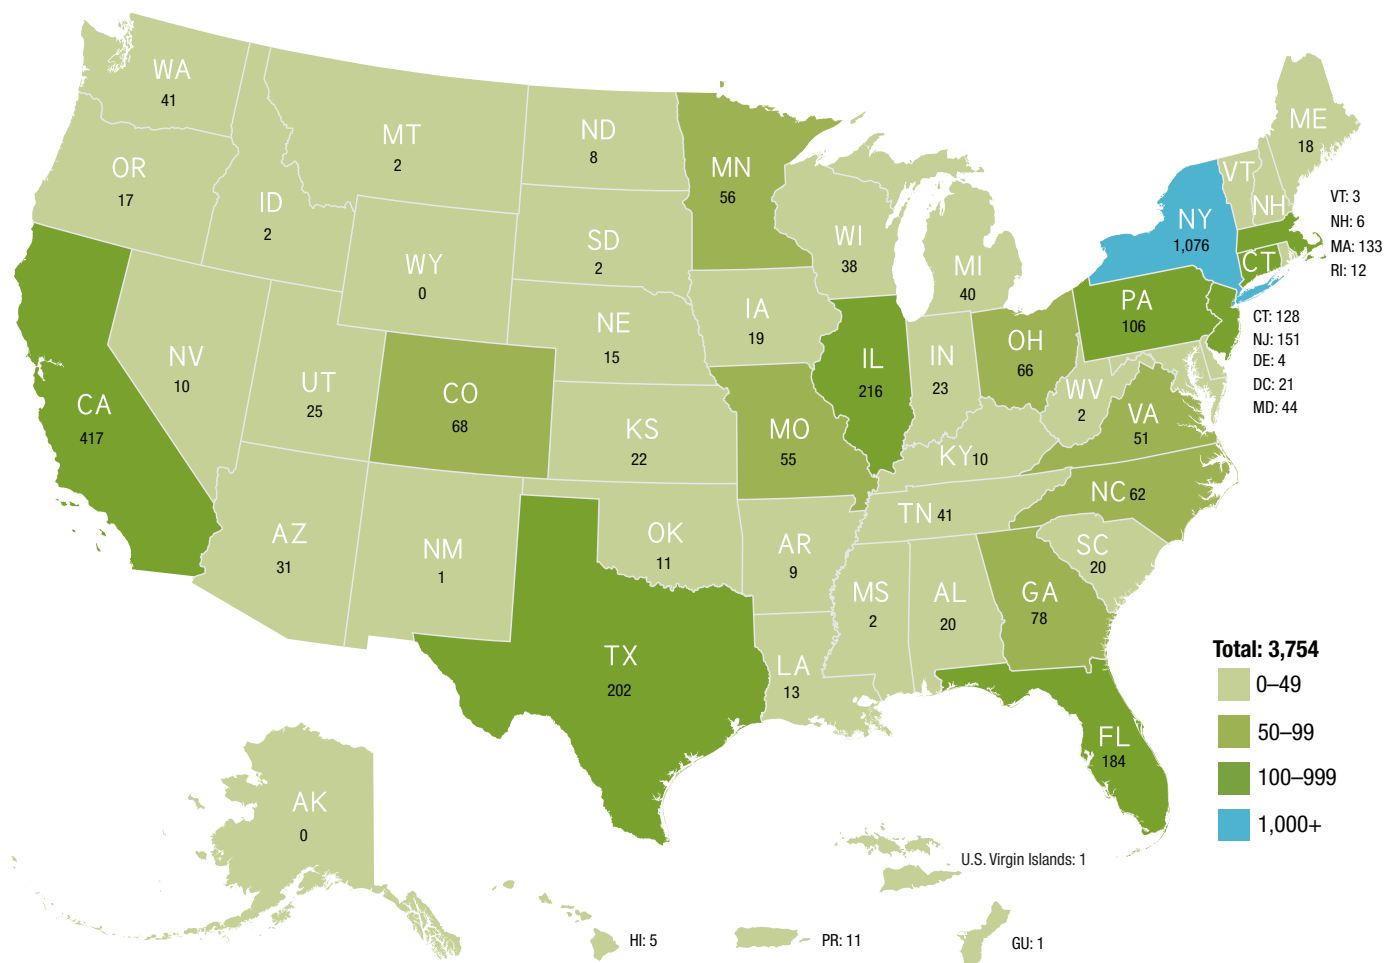 WA
41
OR
17
CA
417
ID
2
NV
10
MT
2
WY
0
UT
25
AZ
31
CO
68
NM
1
ND
8
SD
2
NE
15
KS
22
OK
11
TX
202
MN
56
IA
19
MO
55
AR
9
LA
13
WI
38
IL
216
MI
40
IN
23
OH
66
KY 10
TN 41
MS
2
AL
20
GA
78
FL
184
SC
20
NC 62
VA
51
WV
2
PA
106
NY
1,076
VT
NH
ME
18
CT
VT: 3
NH: 6
MA: 133
RI: 12
CT: 128
NJ: 151
DE: 4
DC: 21
MD: 44
Total: 3,754
0–49
50–99
100–999
1,000+
AK
0
U.S. Virgin Islands: 1
HI: 5
PR: 11
GU: 1